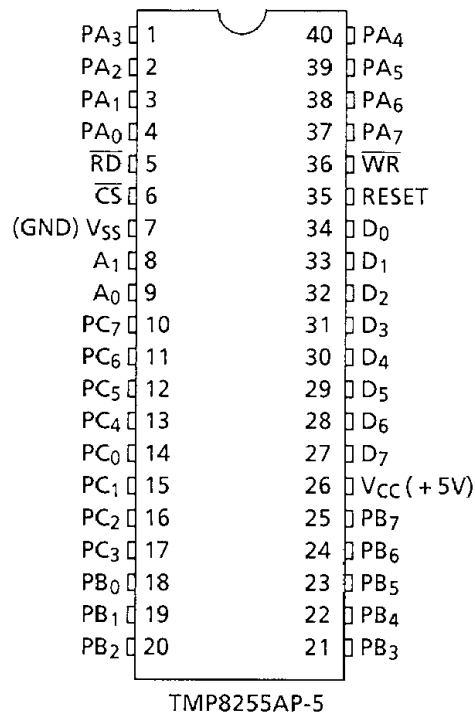 PA3 1 40 PA4
PA2 2 39 PA5
PA1 3 38 PA6
PA0 4 37 PA7
R̅D̅ 5 36 W̅R̅
C̅S̅ 6 35 RESET
(GND) VSS 7 34 D0
A1 8 33 D1
A0 9 32 D2
PC7 10 31 D3
PC6 11 30 D4
PC5 12 29 D5
PC4 13 28 D6
PC0 14 27 D7
PC1 15 26 VCC (+5V)
PC2 16 25 PB7
PC3 17 24 PB6
PB0 18 23 PB5
PB1 19 22 PB4
PB2 20 21 PB3
TMP8255AP-5